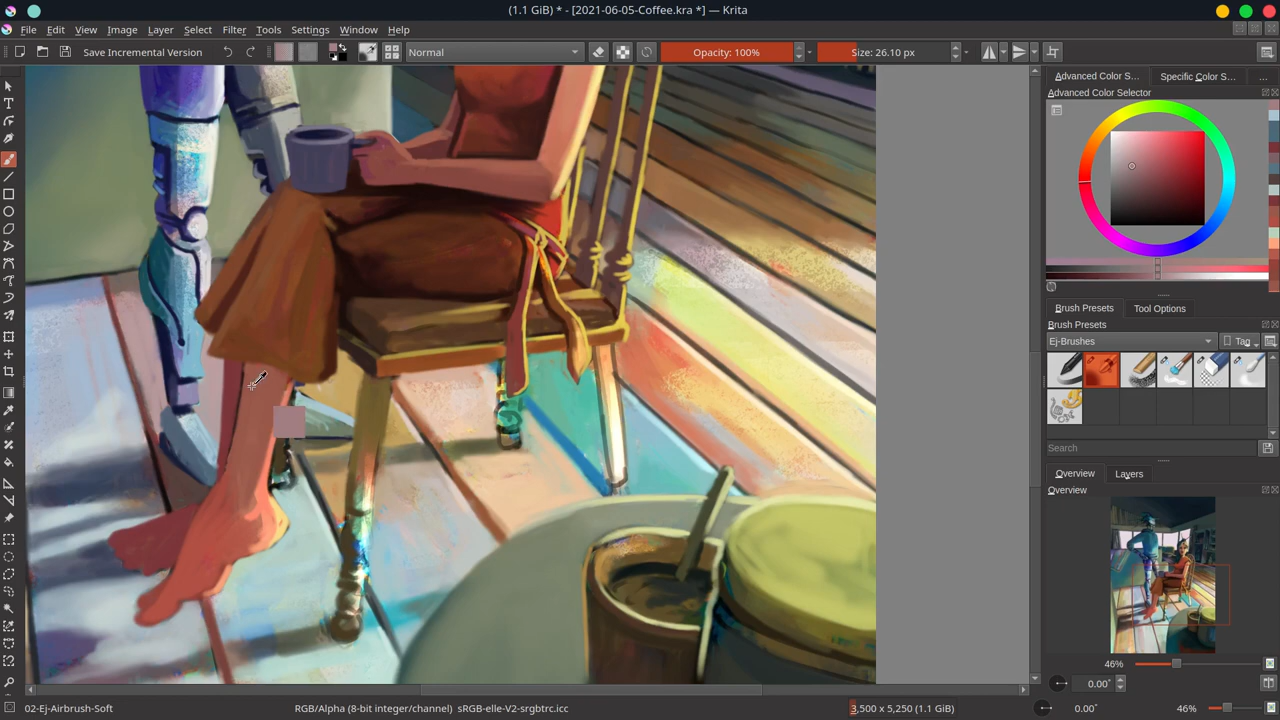 (1.1 GiB) * - [2021-06-05-Coffee.kra *] — Krita
File Edit View Image Layer Select Filter Tools Settings Window Help
Save Incremental Version Normal Opacity: 100% Size: 26.10 px
Advanced Color S... Specific Color S... ...
Advanced Color Selector
Brush Presets Tool Options
Brush Presets
Ej-Brushes Tag
Search
Overview Layers
Overview
46%
0.00°
02-Ej-Airbrush-Soft RGB/Alpha (8-bit integer/channel) sRGB-elle-V2-srgbtrc.icc 3,500 x 5,250 (1.1 GiB) 0.00° 46%